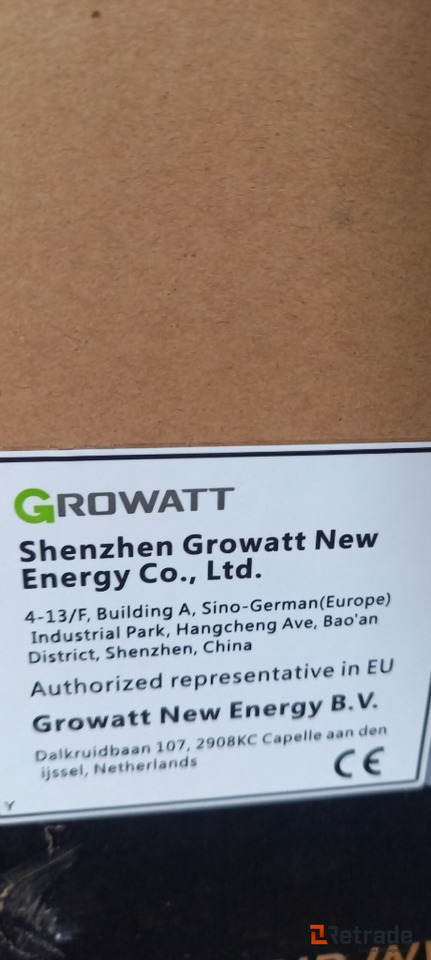 GROWATT
Shenzhen Growatt New
Energy Co., Ltd.
4-13/F, Building A, Sino-German(Europe)
Industrial Park, Hangcheng Ave, Bao'an
District, Shenzhen, China
Authorized representative in EU
Growatt New Energy B.V.
Dalkruidbaan 107, 2908KC Capelle aan den
ijssel, Netherlands
CE
Y
Retrade